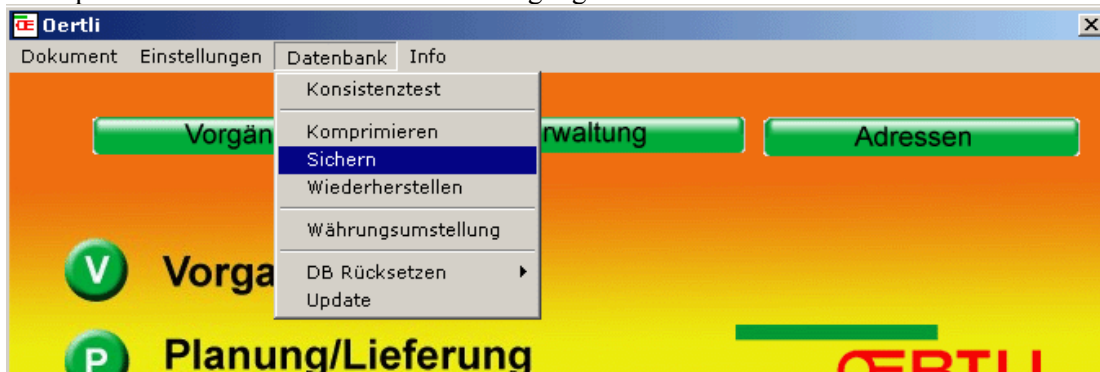 Oertli
Dokument Einstellungen Datenbank Info
Konsistenztest
Komprimieren
Sichern
Wiederherstellen
Währungsumstellung
DB Rücksetzen
Update
Adressen
Planung/Lieferung
V
P